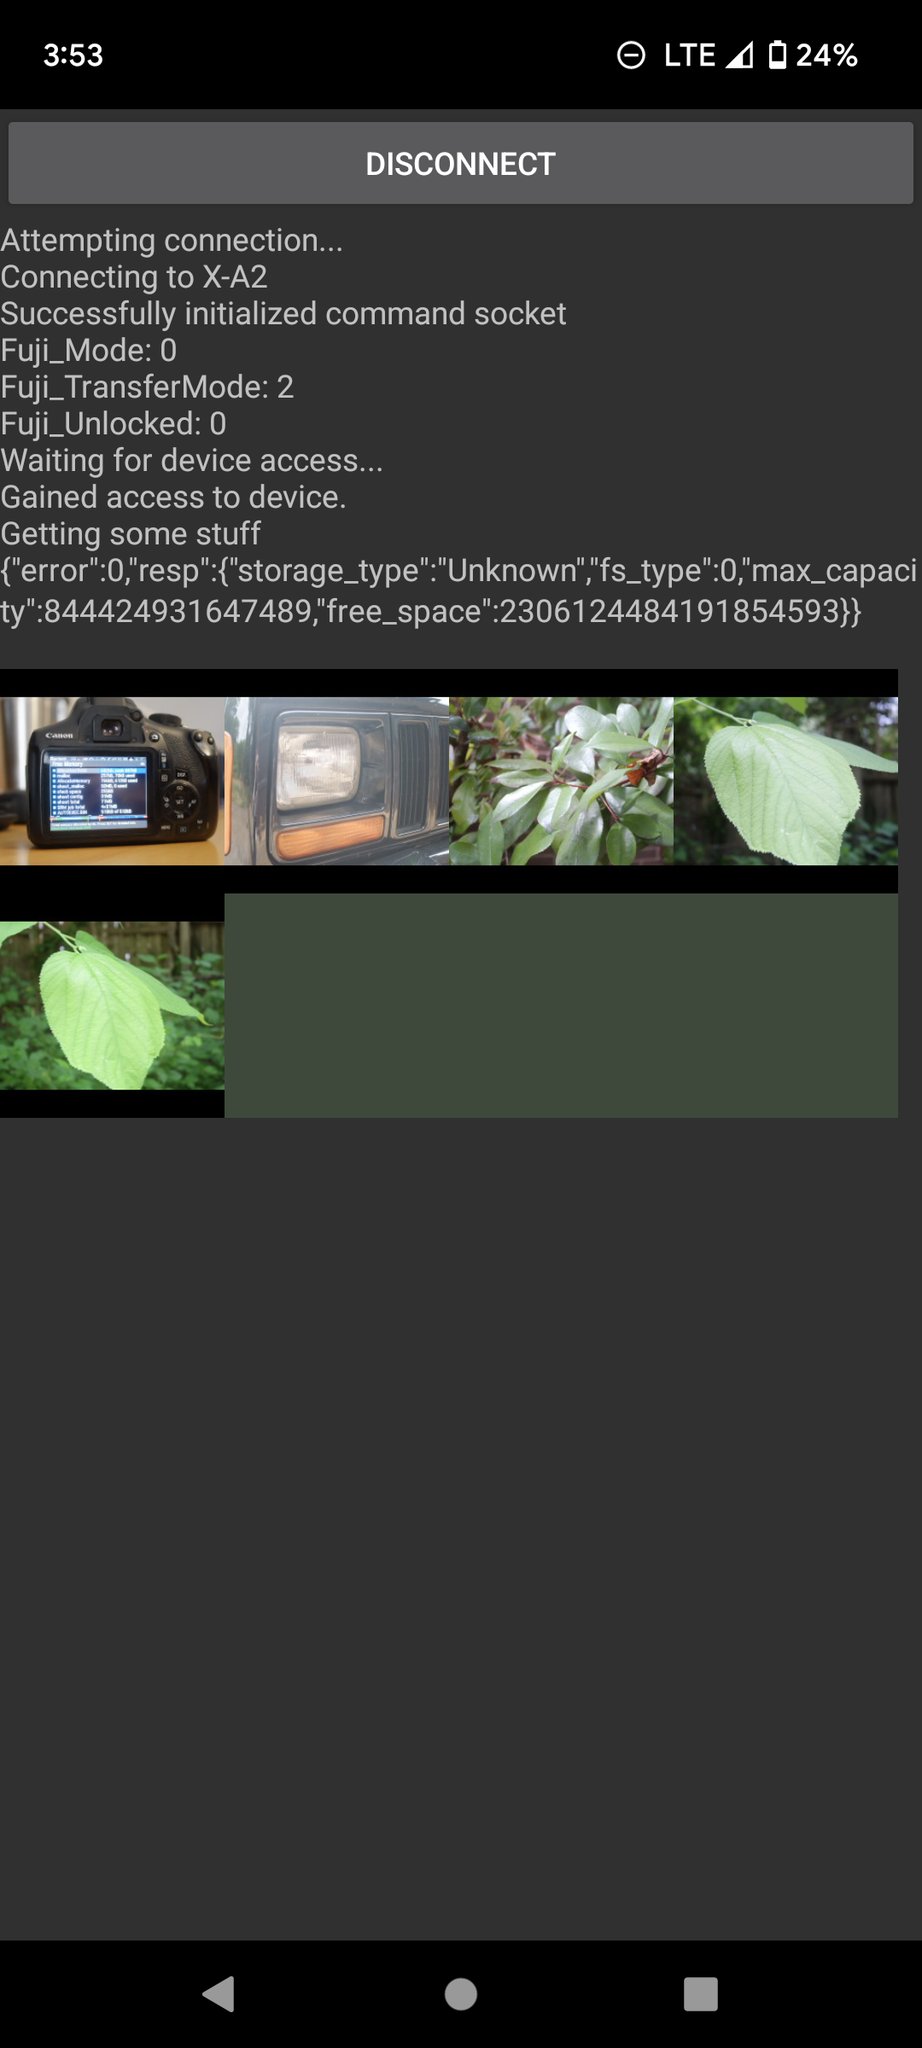 3:53
LTE 24%
DISCONNECT
Attempting connection...
Connecting to X-A2
Successfully initialized command socket
Fuji_Mode: 0
Fuji_TransferMode: 2
Fuji_Unlocked: 0
Waiting for device access...
Gained access to device.
Getting some stuff
{"error":0,"resp":{"storage_type":"Unknown","fs_type":0,"max_capaci
ty":844424931647489,"free_space":2306124484191854593}}
Canon
Free Memory